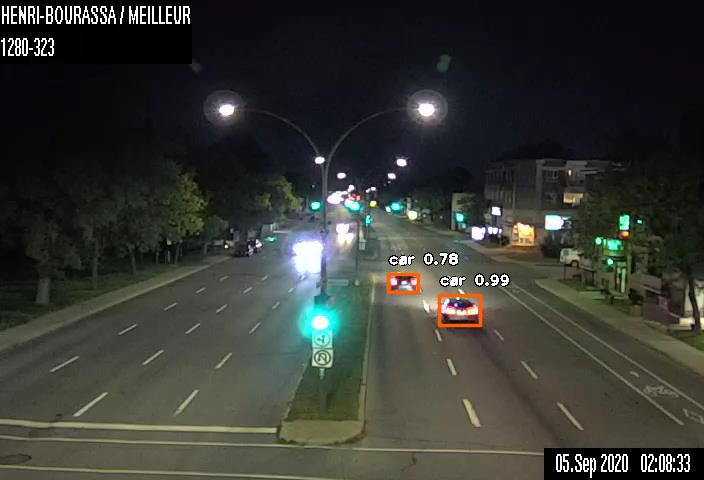 HENRI-BOURASSA / MEILLEUR
1280-323
car 0.78
car 0.99
05.Sep 2020 02:08:33